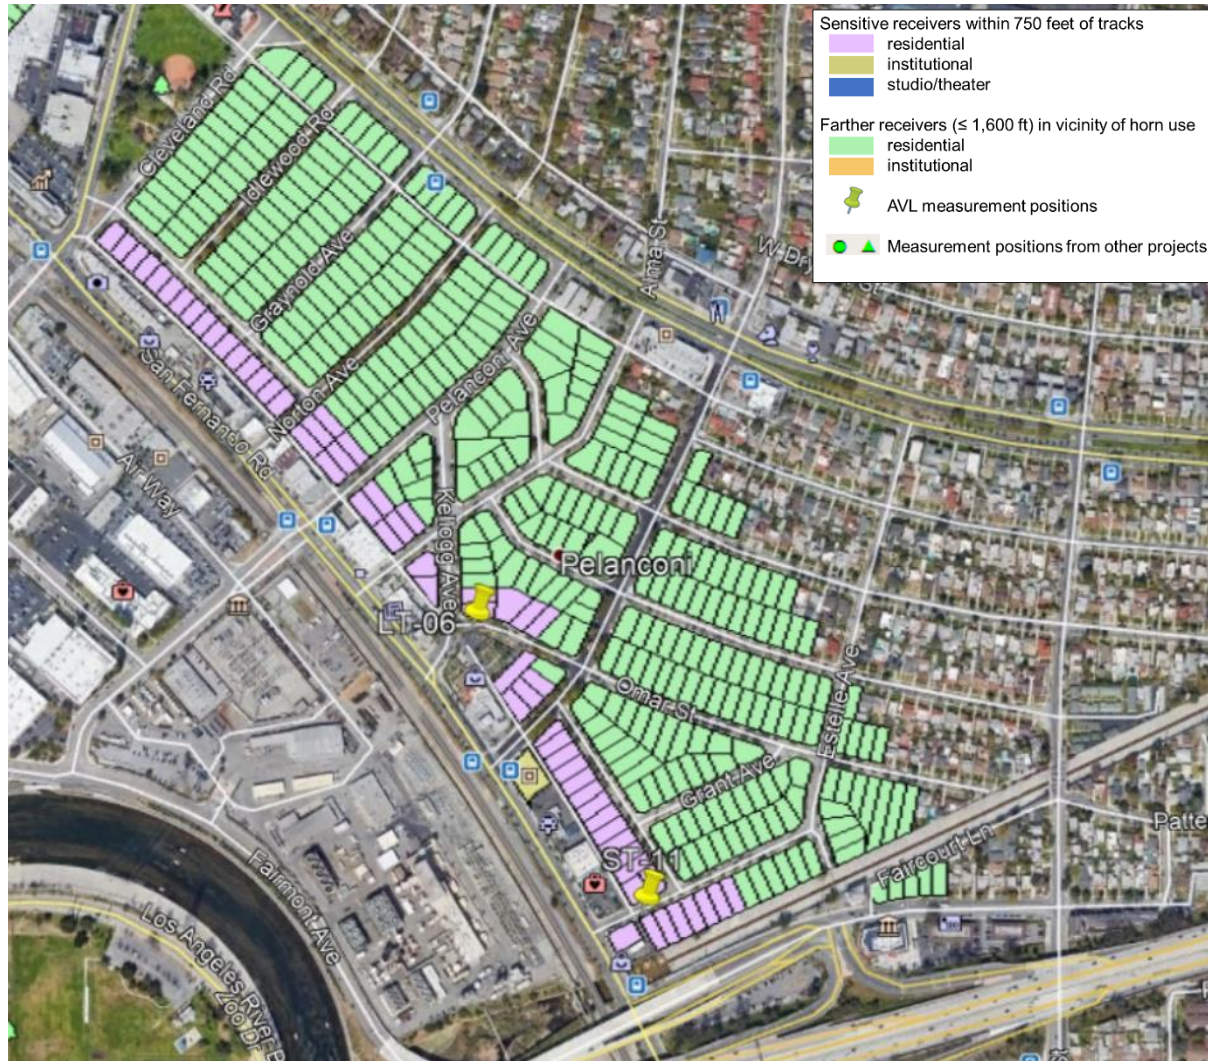 Sensitive receivers within 750 feet of tracks
residential
institutional
studio/theater
Farther receivers (≤ 1,600 ft) in vicinity of horn use
residential
institutional
AVL measurement positions
Measurement positions from other projects
Cleveland Rd
Idlewood Rd
Graynold Ave
Norton Ave
Pelanconi Ave
Alma St
W Dry
St
San Fernando Rd
Air Way
Kellogg Ave
Pelanconi
LT-06
Omar St
Estelle Ave
Grant Ave
ST-11
Faircourt Ln
Patte
Fairmont Ave
Los Angeles River B
Zoo Dr